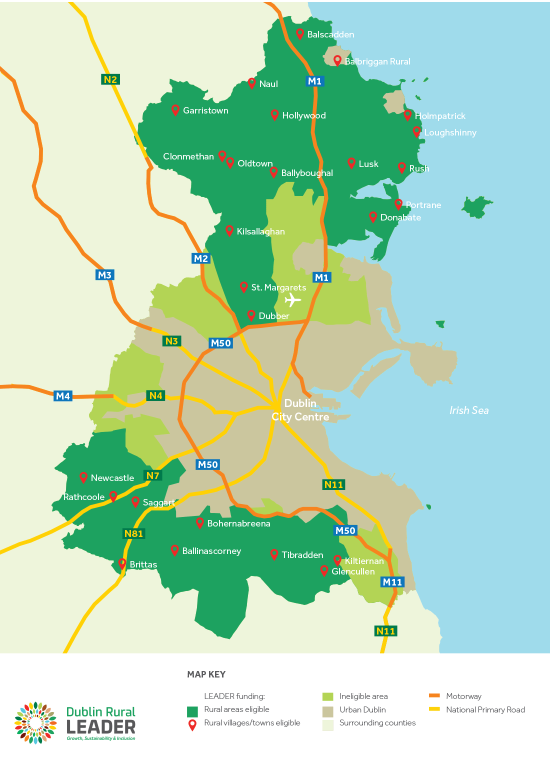 Balscadden
Balbriggan Rural
N2
M1
Naul
Garristown
Hollywood
Holmpatrick
Loughshinny
Clonmethan
Oldtown
Lusk
Rush
Ballyboughal
Portrane
Donabate
Kilsallaghan
M2
M3
M1
St. Margarets
Dubber
N3
M50
M4
N4
Dublin
City Centre
Irish Sea
M50
Newcastle
N7
N11
Rathcoole
Saggart
Bohernabreena
N81
M50
Ballinascorney
Tibradden
Kiltiernan
Brittas
Glencullen
M11
N11
MAP KEY
LEADER funding:
Rural areas eligible
Rural villages/towns eligible
Ineligible area
Urban Dublin
Surrounding counties
Motorway
National Primary Road
Dublin Rural
LEADER
Growth, Sustainability & Inclusion